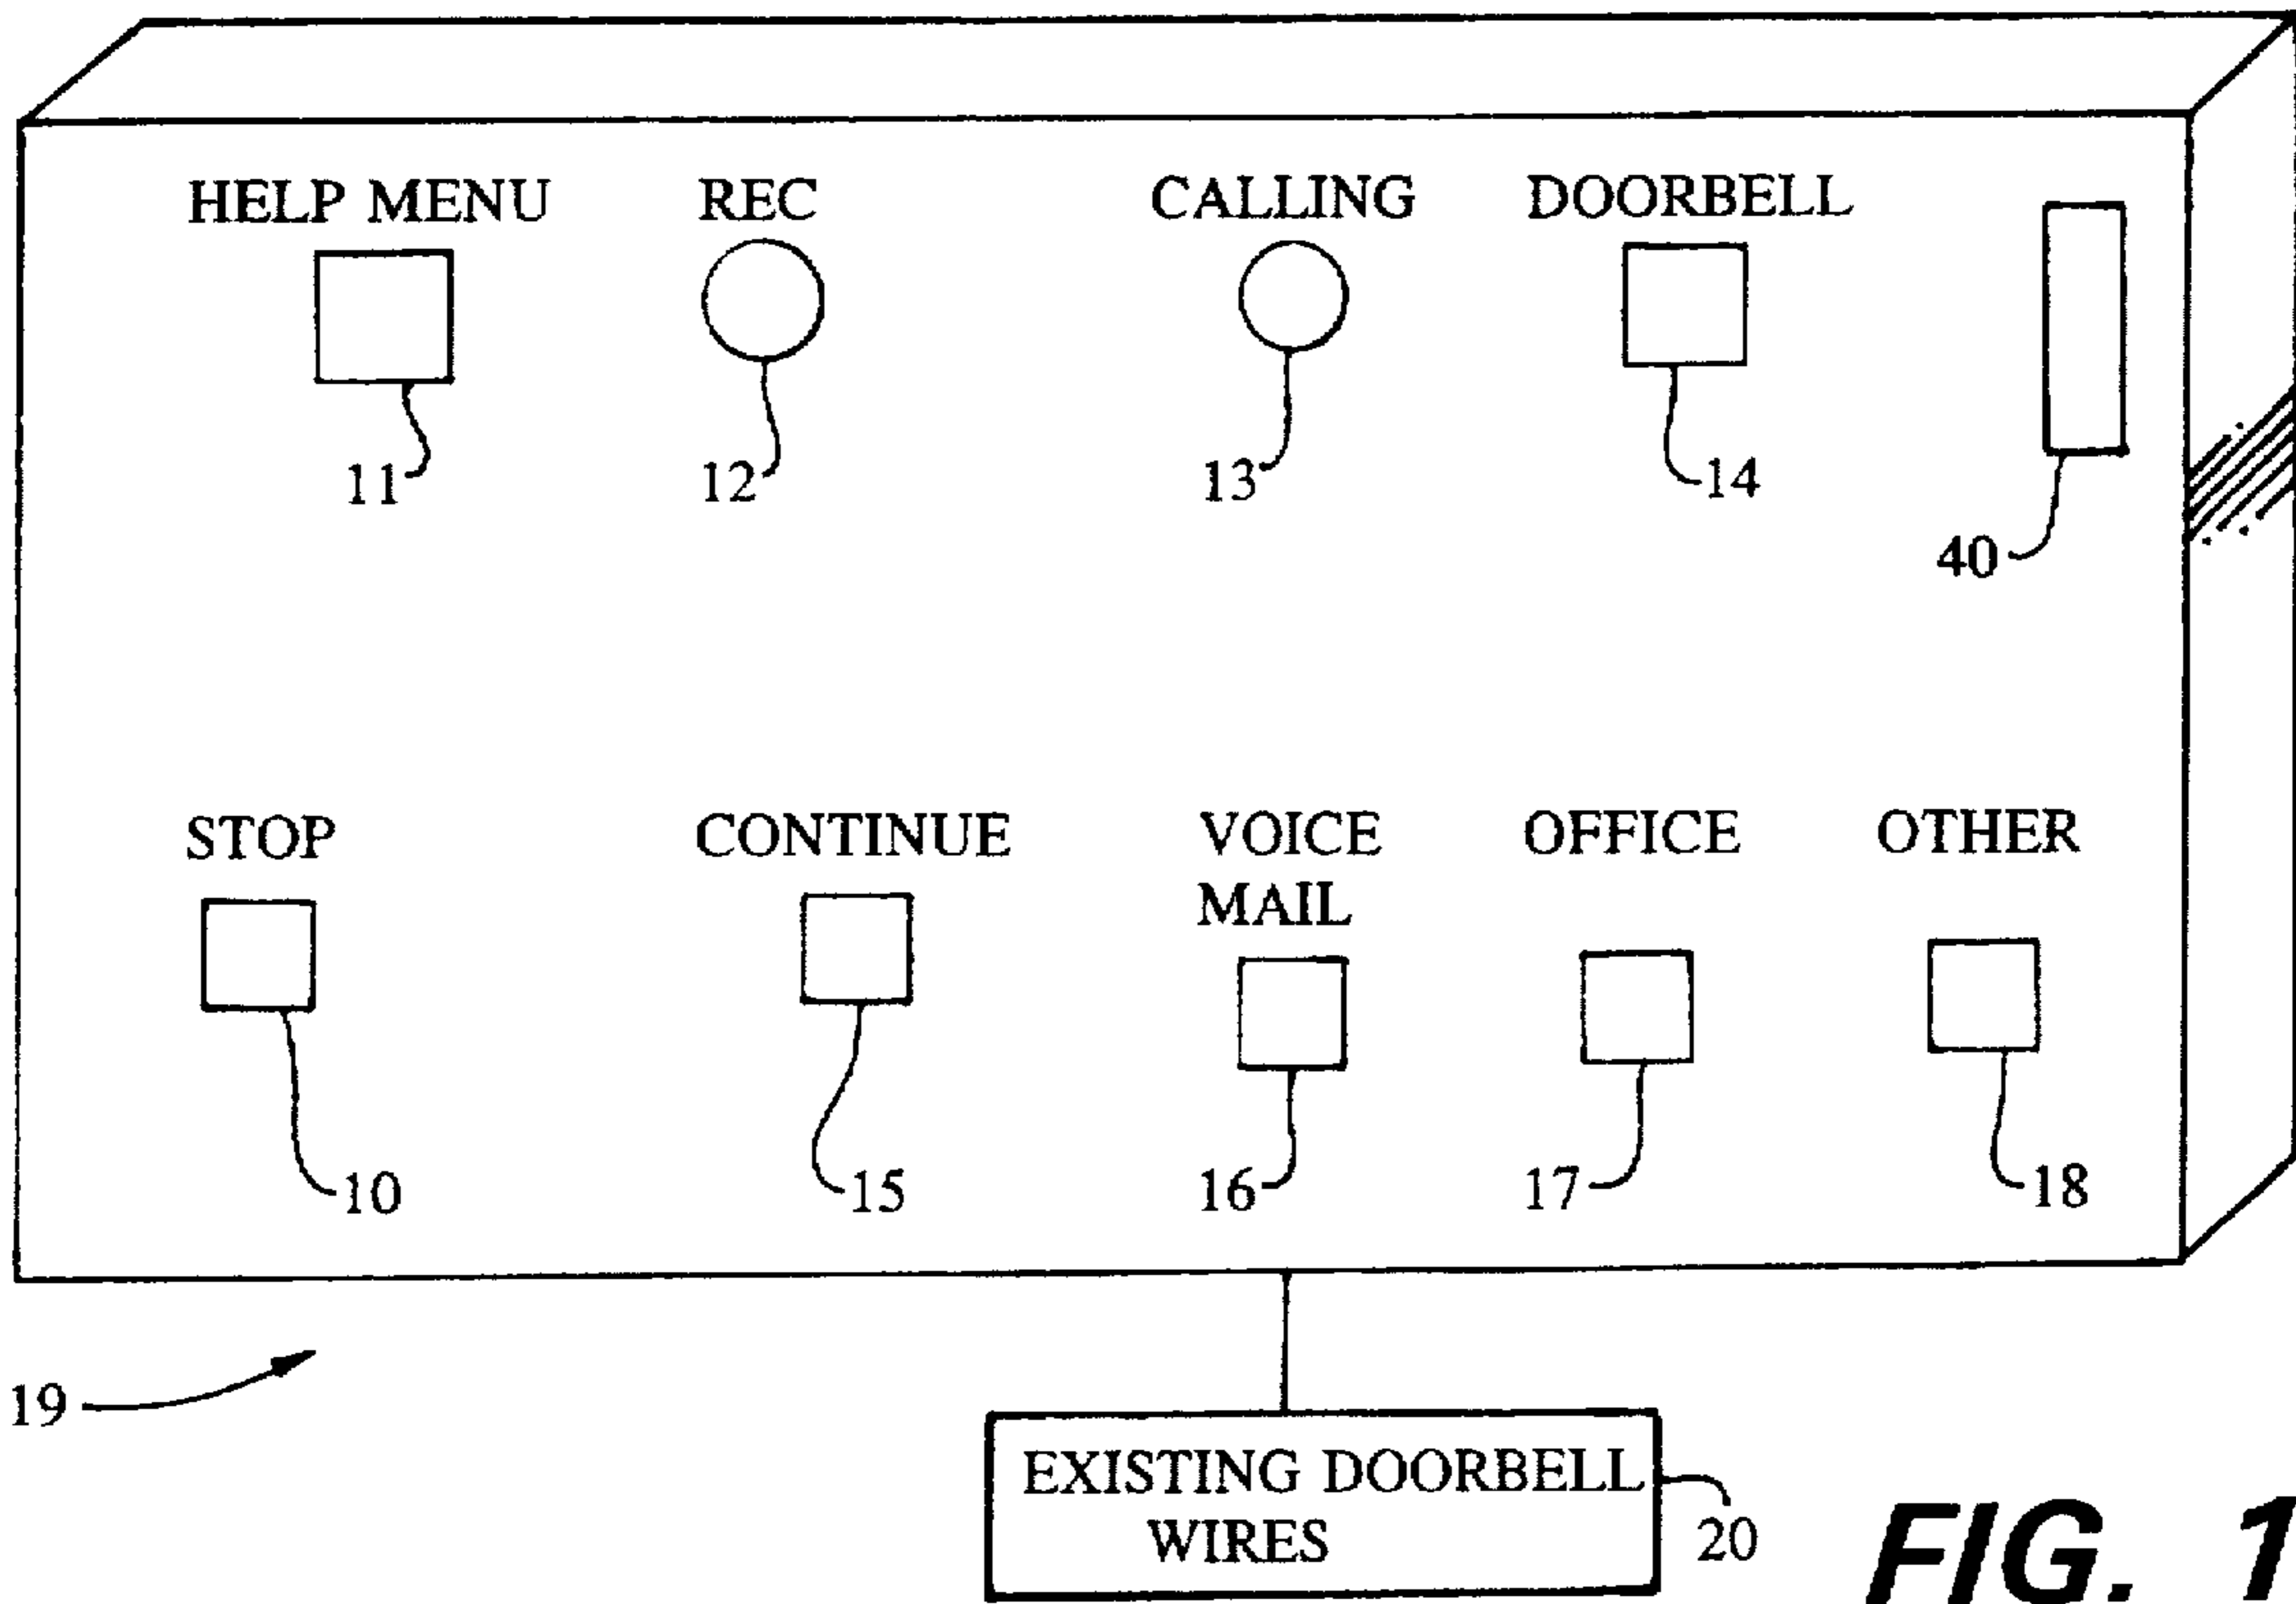 HELP MENU REC CALLING DOORBELL
11 12 13 14
40
STOP CONTINUE VOICE MAIL OFFICE OTHER
10 15 16 17 18
19
EXISTING DOORBELL
WIRES
20
FIG. 1